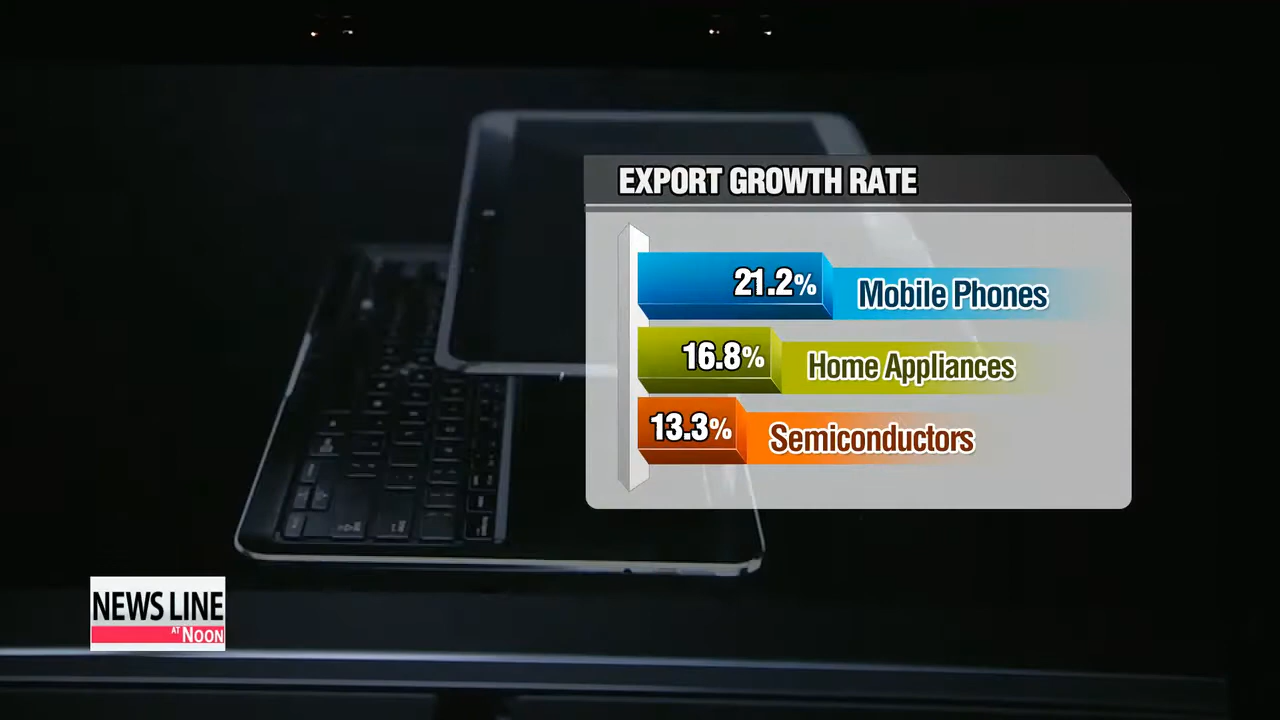 EXPORT GROWTH RATE
21.2% Mobile Phones
16.8% Home Appliances
13.3% Semiconductors
NEWS LINE
AT NOON